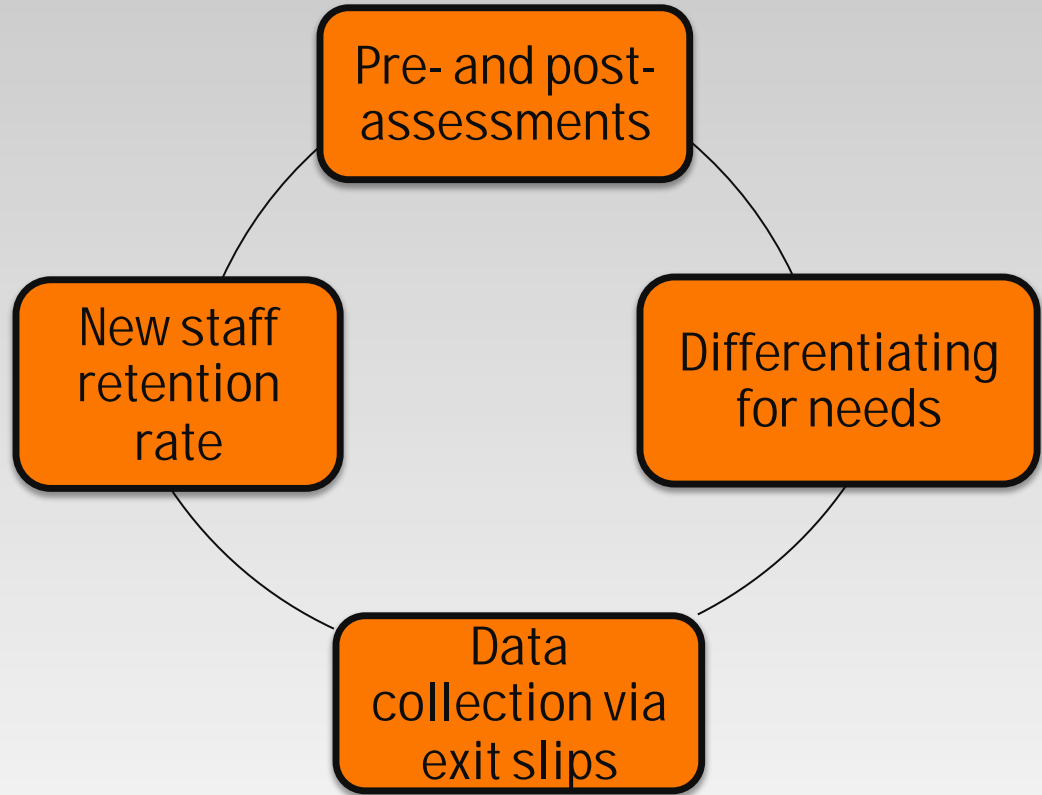 Pre- and post-
assessments
New staff
retention
rate
Differentiating
for needs
Data
collection via
exit slips